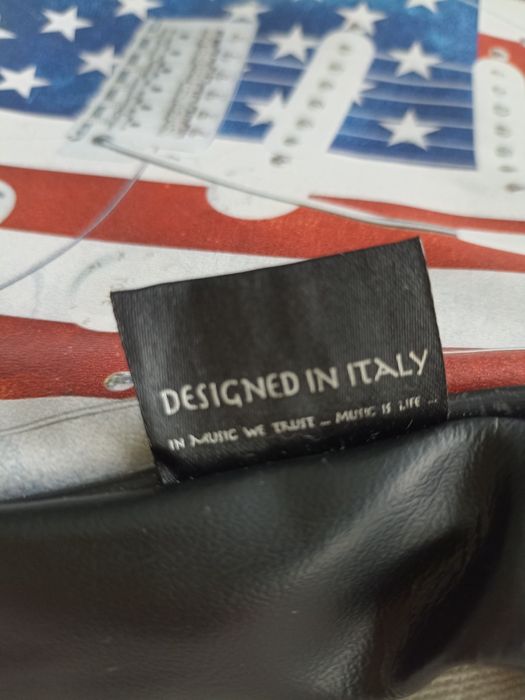 DESIGNED IN ITALY
IN MUSIC WE TRUST ... MUSIC IS LIFE ...